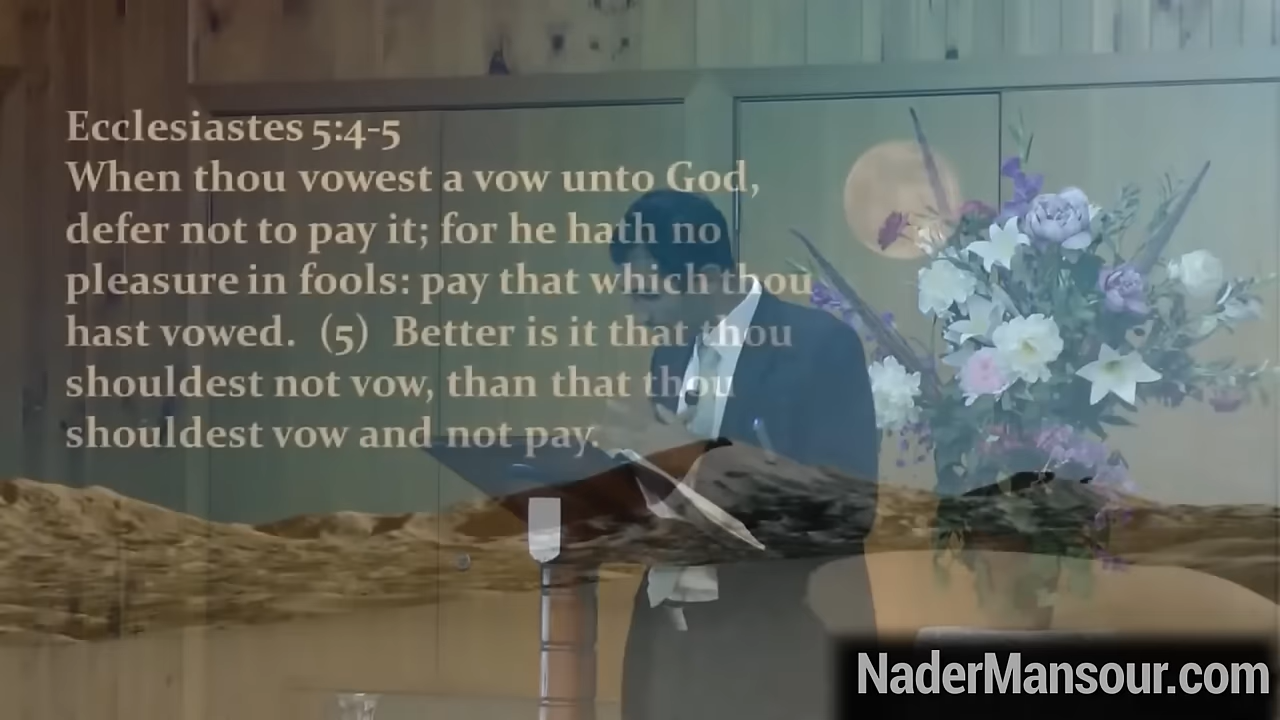 Ecclesiastes 5:4-5
When thou vowest a vow unto God,
defer not to pay it; for he hath no
pleasure in fools: pay that which thou
hast vowed.  (5)  Better is it that thou
shouldest not vow, than that thou
shouldest vow and not pay.
NaderMansour.com